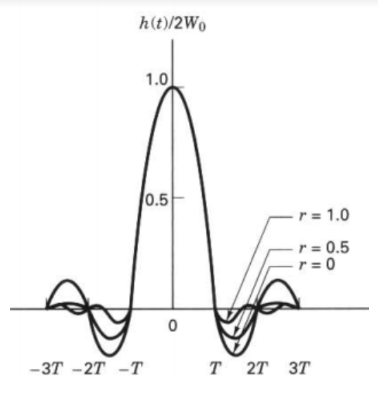 h(t)/2W₀
1.0
0.5
r = 1.0
r = 0.5
r = 0
0
–3T –2T –T T 2T 3T